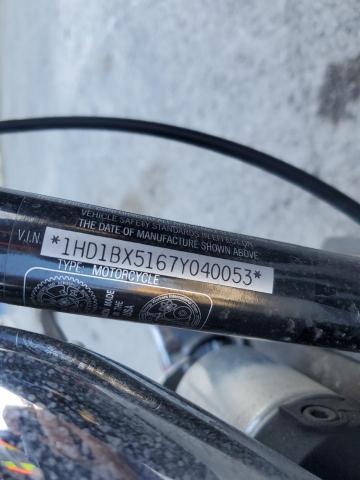 VEHICLE SAFETY STANDARDS IN EFFECT ON
THE DATE OF MANUFACTURE SHOWN ABOVE
V.I.N. *1HD1BX5167Y040053*
TYPE: MOTORCYCLE
MADE
IN THE
USA